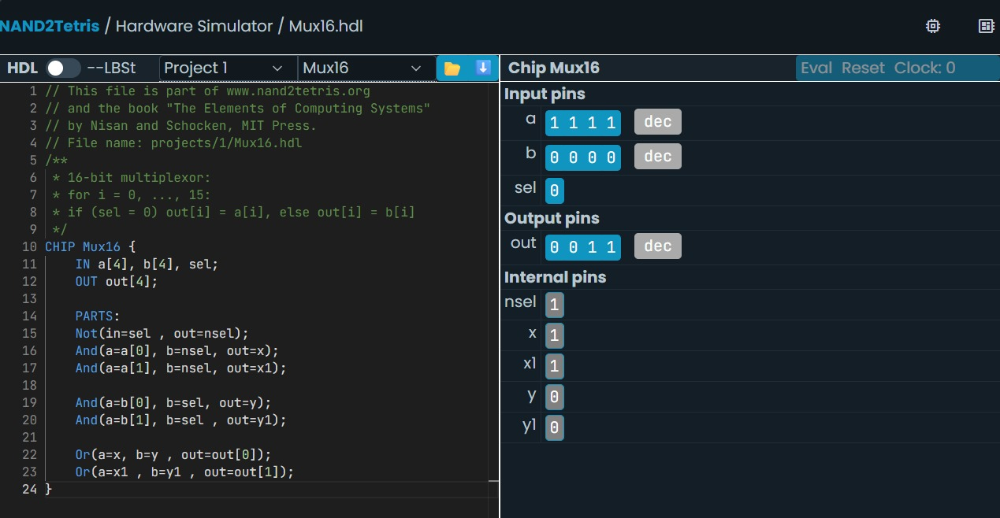 NAND2Tetris / Hardware Simulator / Mux16.hdl
HDL --LBSt Project 1 Mux16
1 // This file is part of www.nand2tetris.org
2 // and the book "The Elements of Computing Systems"
3 // by Nisan and Schocken, MIT Press.
4 // File name: projects/1/Mux16.hdl
5 /**
6  * 16-bit multiplexor:
7  * for i = 0, ..., 15:
8  * if (sel = 0) out[i] = a[i], else out[i] = b[i]
9  */
10 CHIP Mux16 {
11     IN a[4], b[4], sel;
12     OUT out[4];
13
14     PARTS:
15     Not(in=sel , out=nsel);
16     And(a=a[0], b=nsel, out=x);
17     And(a=a[1], b=nsel, out=x1);
18
19     And(a=b[0], b=sel, out=y);
20     And(a=b[1], b=sel , out=y1);
21
22     Or(a=x, b=y , out=out[0]);
23     Or(a=x1 , b=y1 , out=out[1]);
24 }
Chip Mux16 Eval Reset Clock: 0
Input pins
a 1 1 1 1 dec
b 0 0 0 0 dec
sel 0
Output pins
out 0 0 1 1 dec
Internal pins
nsel 1
x 1
x1 1
y 0
y1 0